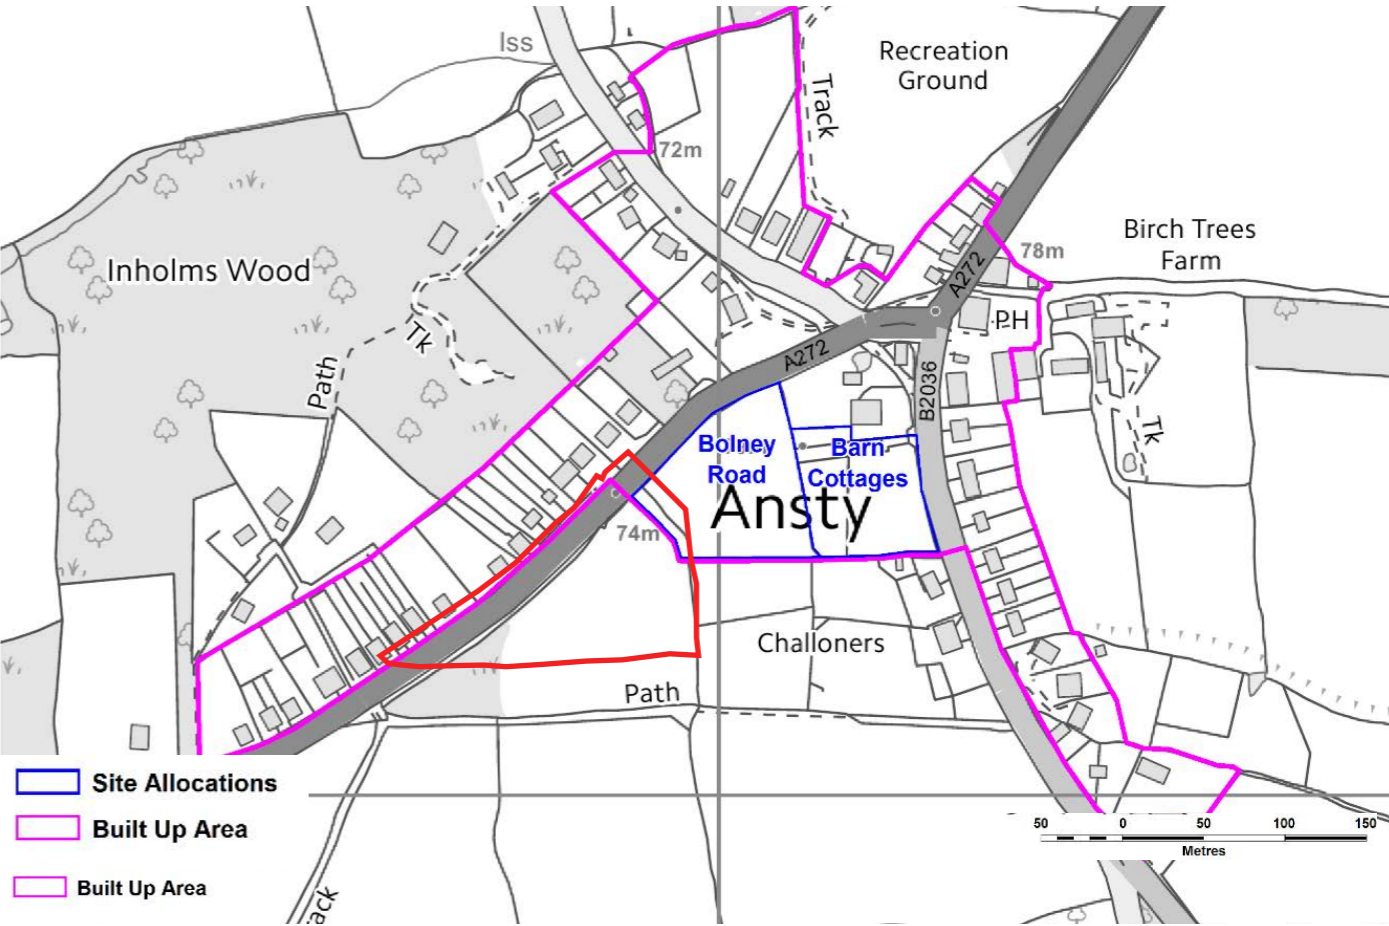 Iss
Recreation
Ground
Track
72m
Birch Trees
Farm
78m
A272
Inholms Wood
Tk
Path
PH
A272
B2036
Tk
Bolney
Road
Barn
Cottages
Ansty
74m
Challoners
Path
Site Allocations
Built Up Area
Built Up Area
50 0 50 100 150
Metres
ack